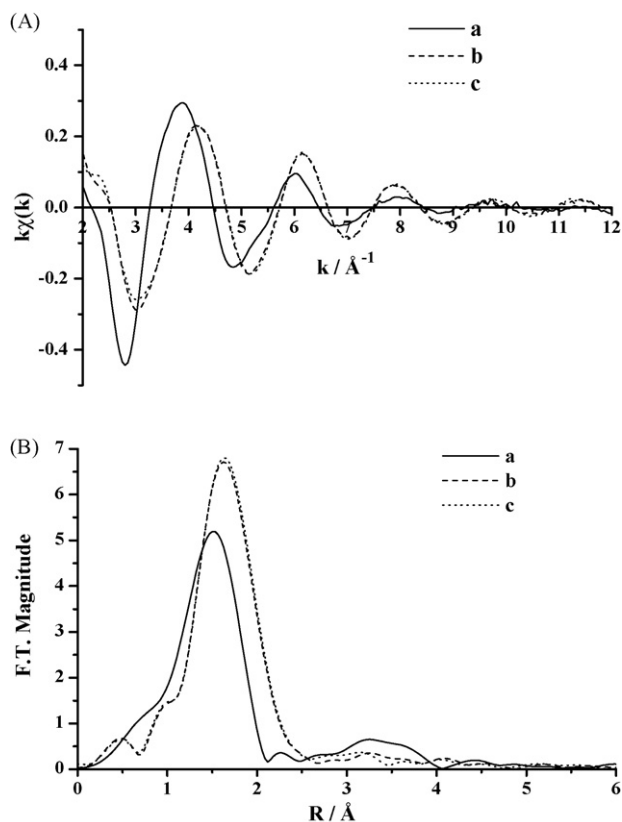 (A)
a
b
c
0.4
0.2
0.0
-0.2
-0.4
kχ(k)
2 3 4 5 6 7 8 9 10 11 12
k / Å⁻¹
(B)
a
b
c
7
6
5
4
3
2
1
0
F.T. Magnitude
0 1 2 3 4 5 6
R / Å